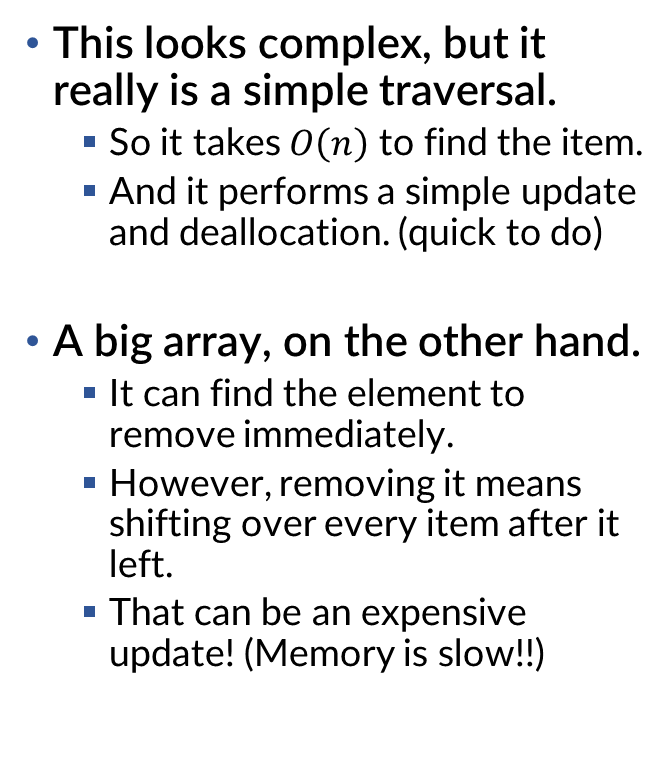 • This looks complex, but it
really is a simple traversal.
▪ So it takes O(n) to find the item.
▪ And it performs a simple update
and deallocation. (quick to do)
• A big array, on the other hand.
▪ It can find the element to
remove immediately.
▪ However, removing it means
shifting over every item after it
left.
▪ That can be an expensive
update! (Memory is slow!!)